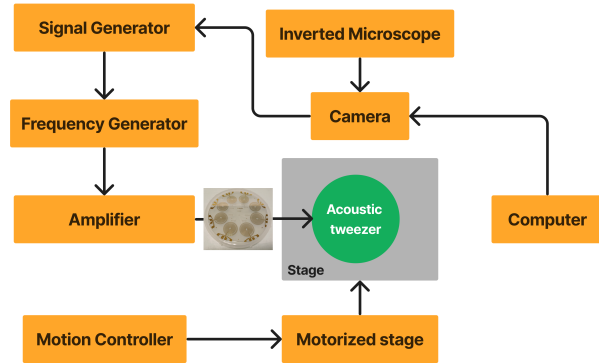 Signal Generator
Inverted Microscope
Frequency Generator
Camera
Amplifier
Acoustic
tweezer
Computer
Stage
Motion Controller
Motorized stage